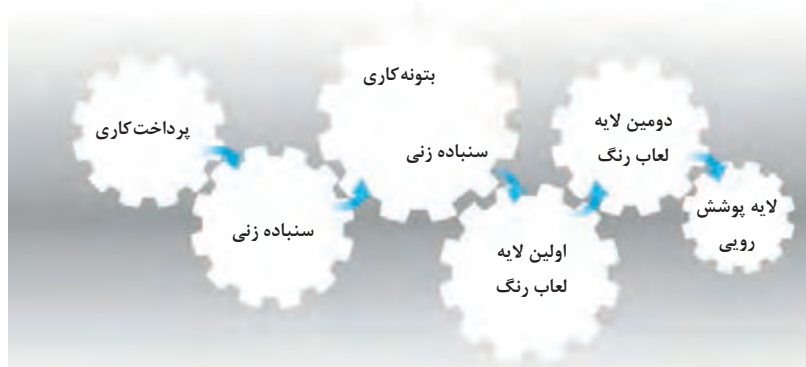 پرداخت‌کاری
سنباده زنی
بتونه‌کاری
سنباده زنی
اولین لایه
لعاب رنگ
دومین لایه
لعاب رنگ
لایه پوشش
رویی